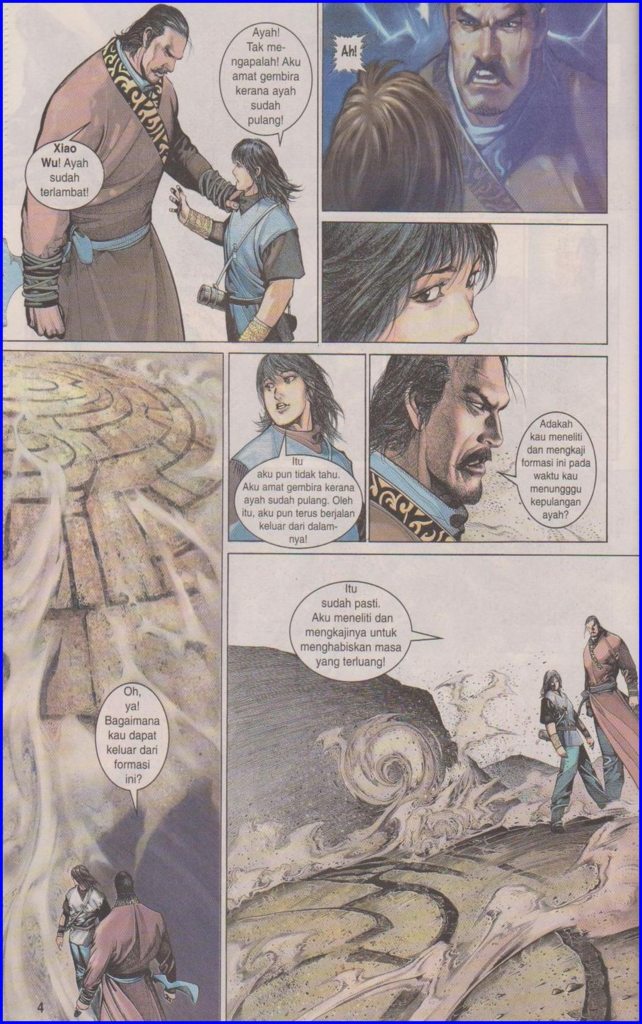 Xiao
Wu! Ayah
sudah
terlambat!
Ayah!
Tak me-
ngapalah! Aku
amat gembira
kerana ayah
sudah
pulang!
Ah!
Oh,
ya!
Bagaimana
kau dapat
keluar dari
formasi
ini?
Itu
aku pun tidak tahu.
Aku amat gembira kerana
ayah sudah pulang. Oleh
itu, aku pun terus berjalan
keluar dari dalam-
nya!
Adakah
kau meneliti
dan mengkaji
formasi ini pada
waktu kau
menungggu
kepulangan
ayah?
Itu
sudah pasti.
Aku meneliti dan
mengkajinya untuk
menghabiskan masa
yang terluang!
4